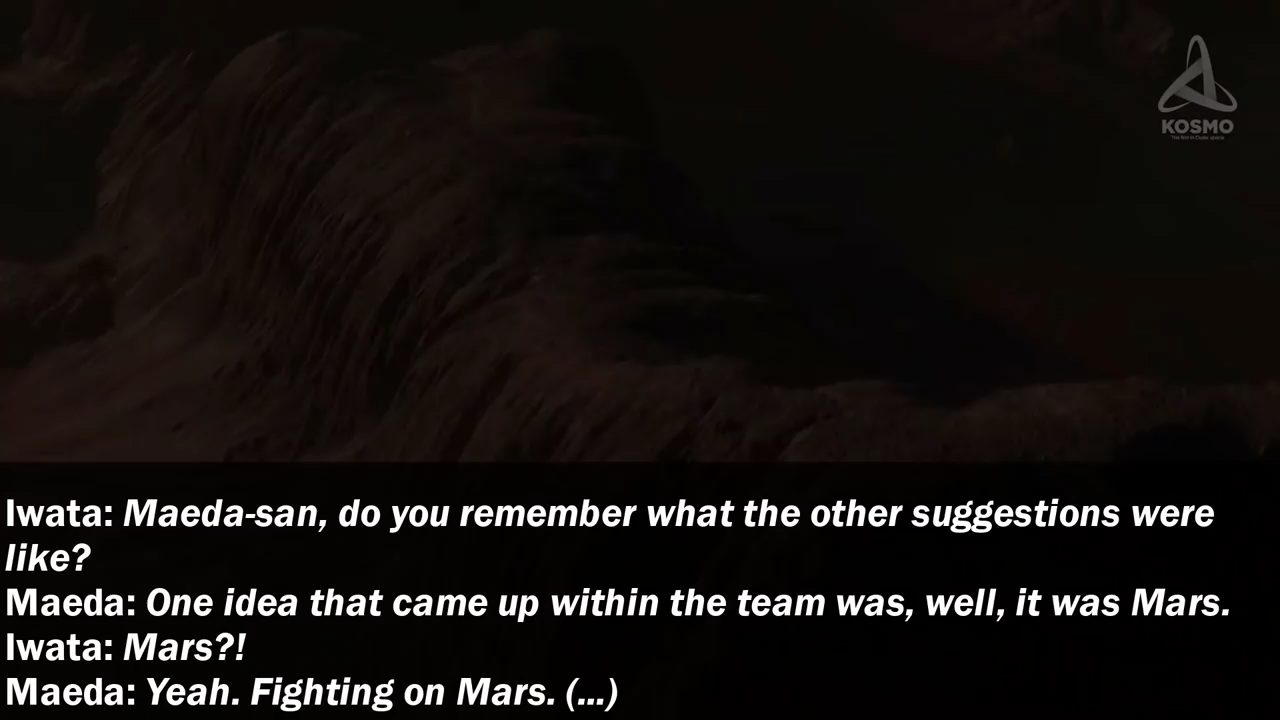 KOSMO
Iwata: Maeda-san, do you remember what the other suggestions were
like?
Maeda: One idea that came up within the team was, well, it was Mars.
Iwata: Mars?!
Maeda: Yeah. Fighting on Mars. (...)